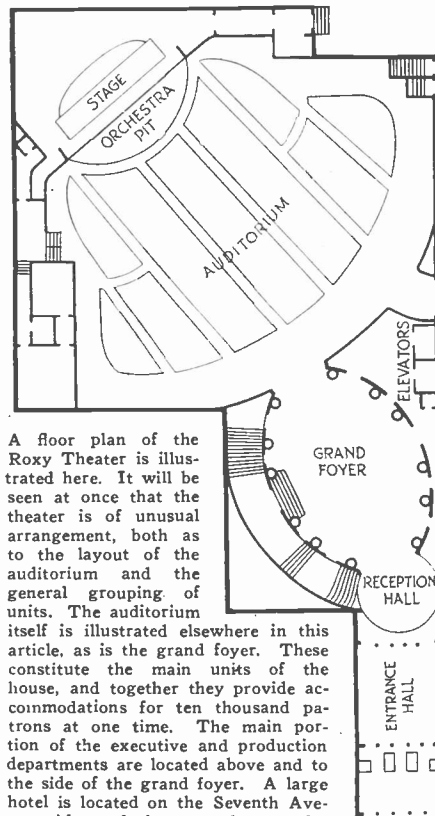 STAGE
ORCHESTRA
PIT
AUDITORIUM
ELEVATORS
GRAND
FOYER
RECEPTION
HALL
ENTRANCE
HALL
A floor plan of the
Roxy Theater is illus-
trated here. It will be
seen at once that the
theater is of unusual
arrangement, both as
to the layout of the
auditorium and the
general grouping of
units. The auditorium
itself is illustrated elsewhere in this
article, as is the grand foyer. These
constitute the main units of the
house, and together they provide ac-
commodations for ten thousand pa-
trons at one time. The main por-
tion of the executive and production
departments are located above and to
the side of the grand foyer. A large
hotel is located on the Seventh Ave-